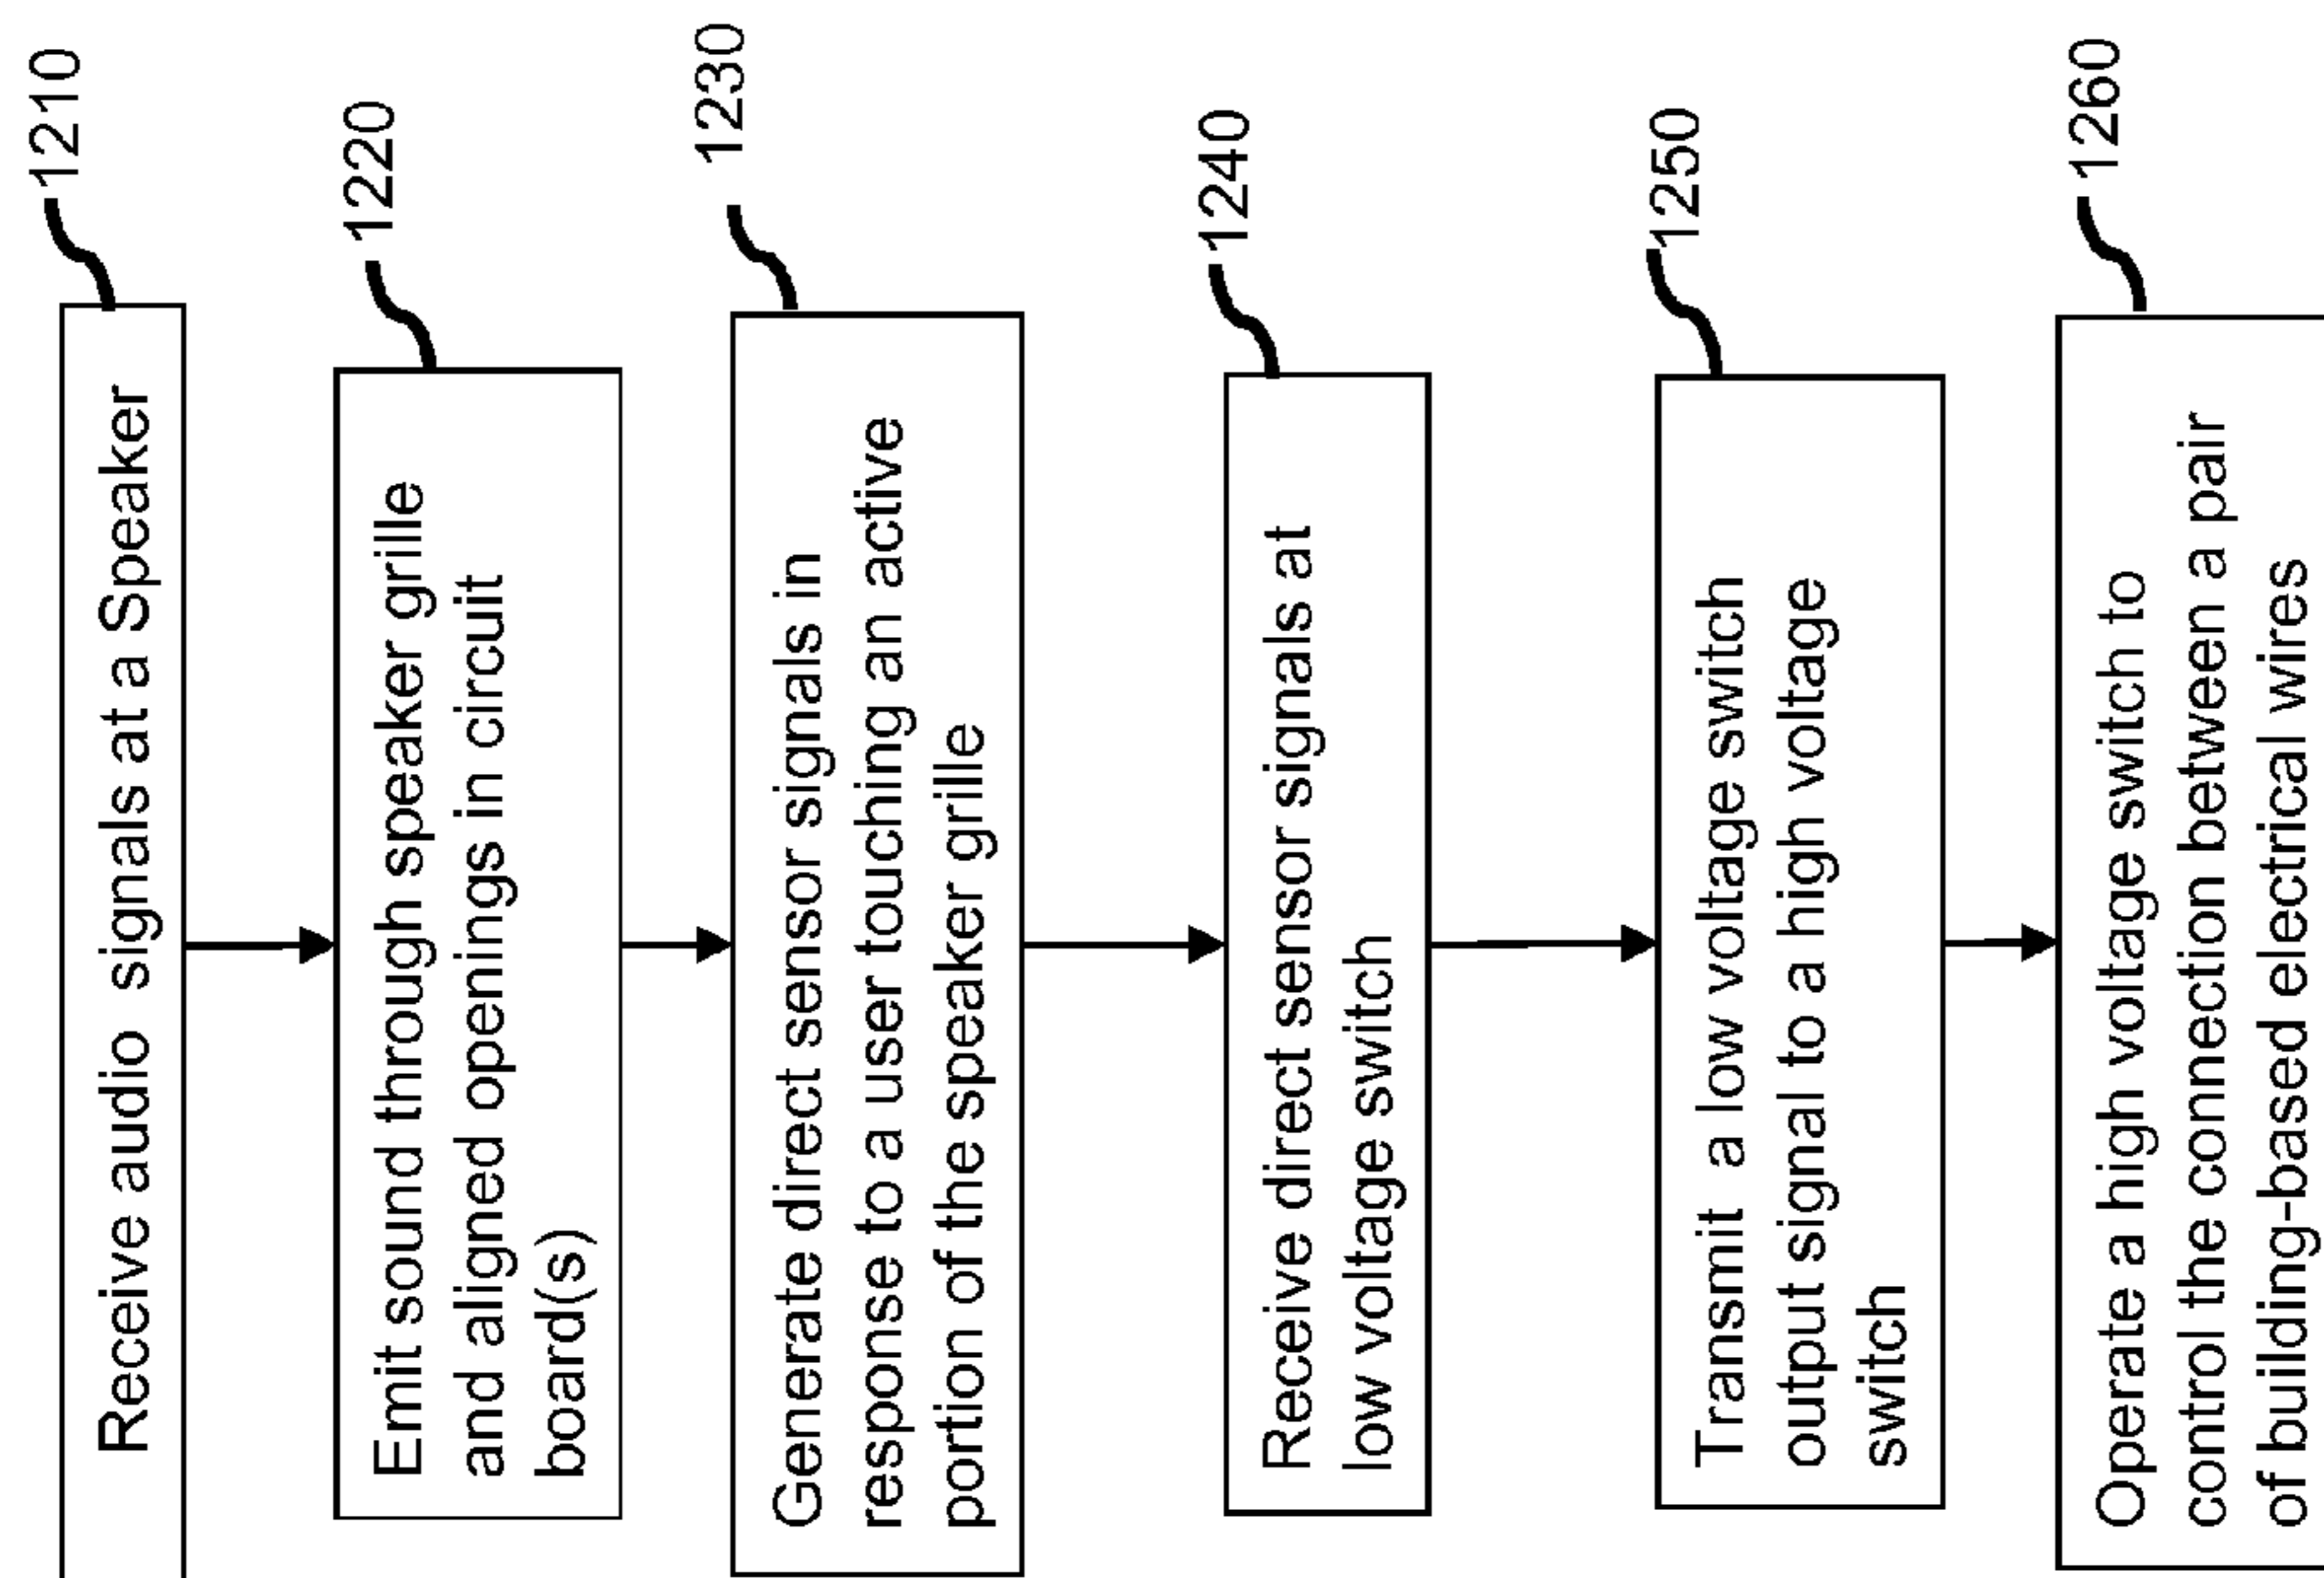 1210
Receive audio signals at a Speaker
1220
Emit sound through speaker grille
and aligned openings in circuit
board(s)
1230
Generate direct sensor signals in
response to a user touching an active
portion of the speaker grille
1240
Receive direct sensor signals at
low voltage switch
1250
Transmit a low voltage switch
output signal to a high voltage
switch
1260
Operate a high voltage switch to
control the connection between a pair
of building-based electrical wires